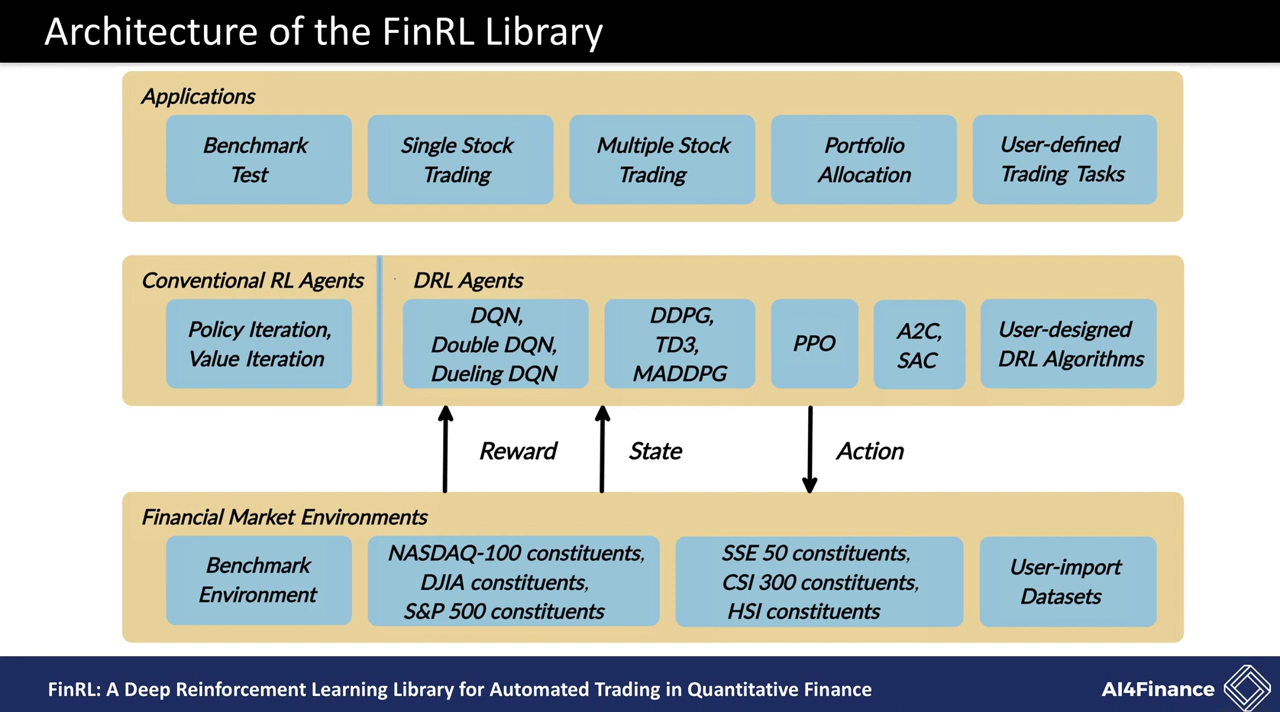 Architecture of the FinRL Library
Applications
Benchmark
Test
Single Stock
Trading
Multiple Stock
Trading
Portfolio
Allocation
User-defined
Trading Tasks
Conventional RL Agents
DRL Agents
Policy Iteration,
Value Iteration
DQN,
Double DQN,
Dueling DQN
DDPG,
TD3,
MADDPG
PPO
A2C,
SAC
User-designed
DRL Algorithms
Reward
State
Action
Financial Market Environments
Benchmark
Environment
NASDAQ-100 constituents,
DJIA constituents,
S&P 500 constituents
SSE 50 constituents,
CSI 300 constituents,
HSI constituents
User-import
Datasets
FinRL: A Deep Reinforcement Learning Library for Automated Trading in Quantitative Finance
AI4Finance